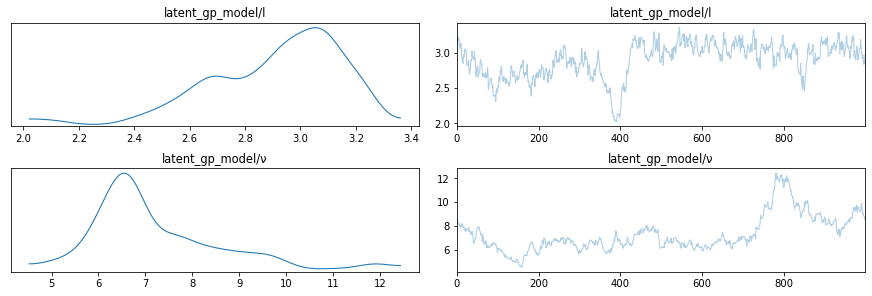 latent_gp_model/l
latent_gp_model/l
2.0 2.2 2.4 2.6 2.8 3.0 3.2 3.4
3.0
2.5
2.0
0 200 400 600 800
latent_gp_model/ν
latent_gp_model/ν
5 6 7 8 9 10 11 12
12
10
8
6
0 200 400 600 800